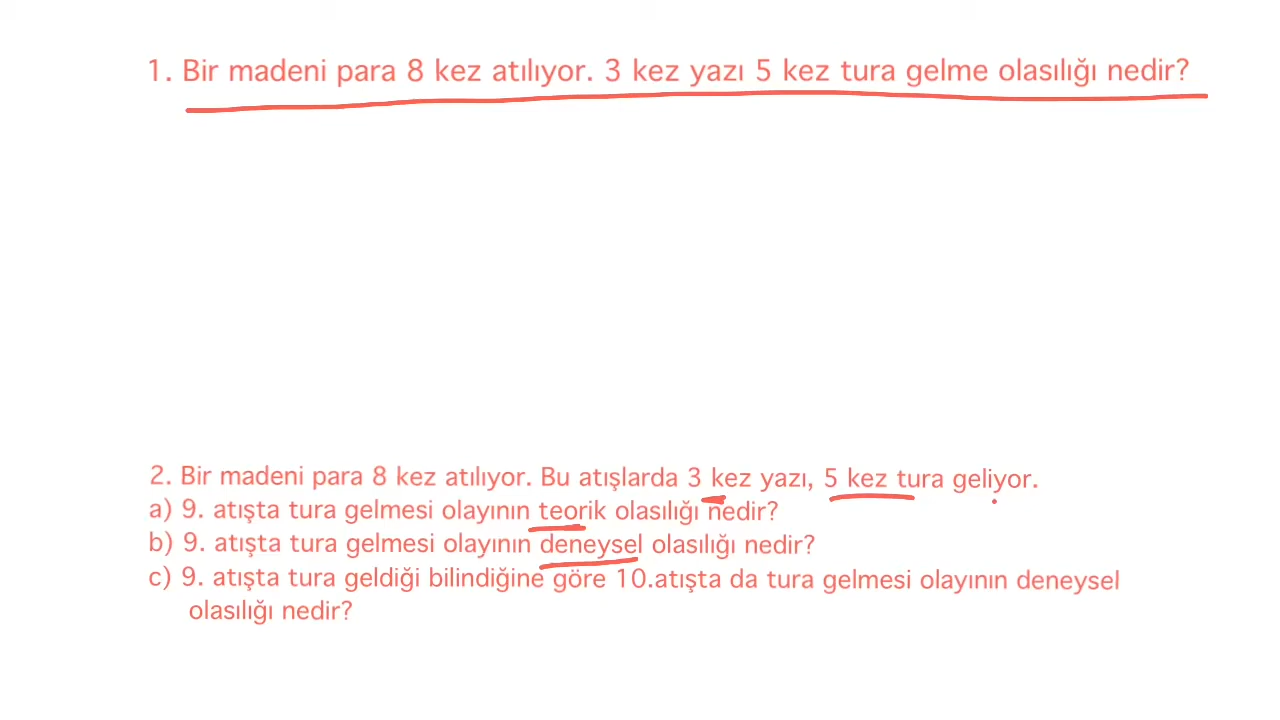 1. Bir madeni para 8 kez atılıyor. 3 kez yazı 5 kez tura gelme olasılığı nedir?
2. Bir madeni para 8 kez atılıyor. Bu atışlarda 3 kez yazı, 5 kez tura geliyor.
a) 9. atışta tura gelmesi olayının teorik olasılığı nedir?
b) 9. atışta tura gelmesi olayının deneysel olasılığı nedir?
c) 9. atışta tura geldiği bilindiğine göre 10.atışta da tura gelmesi olayının deneysel
olasılığı nedir?